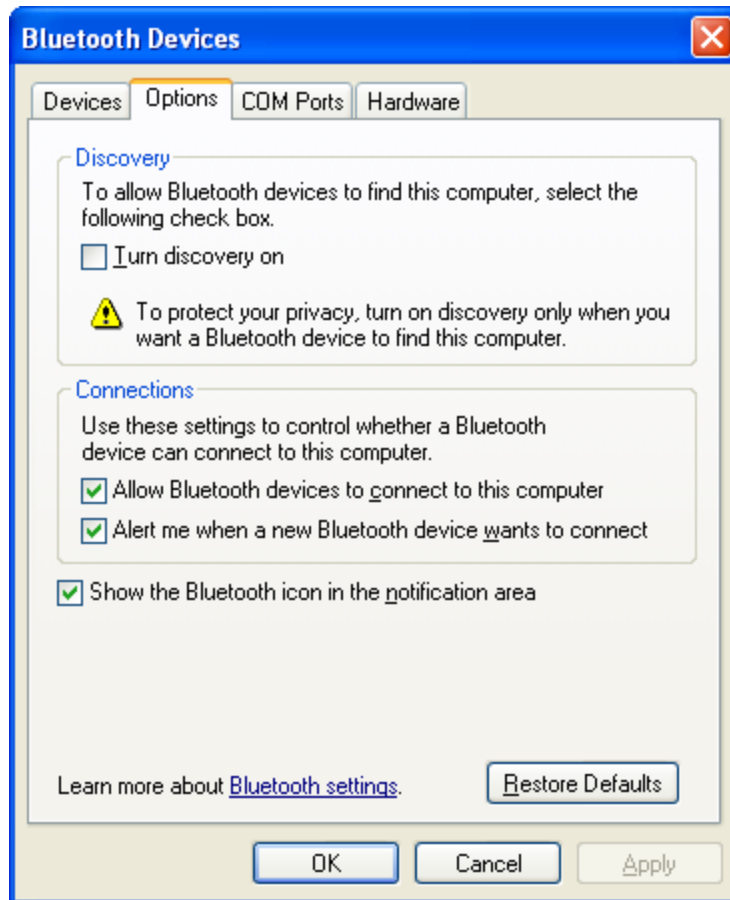 Bluetooth Devices
Devices
Options
COM Ports
Hardware
Discovery
To allow Bluetooth devices to find this computer, select the
following check box.
Turn discovery on
To protect your privacy, turn on discovery only when you
want a Bluetooth device to find this computer.
Connections
Use these settings to control whether a Bluetooth
device can connect to this computer.
Allow Bluetooth devices to connect to this computer
Alert me when a new Bluetooth device wants to connect
Show the Bluetooth icon in the notification area
Learn more about Bluetooth settings.
Restore Defaults
OK
Cancel
Apply